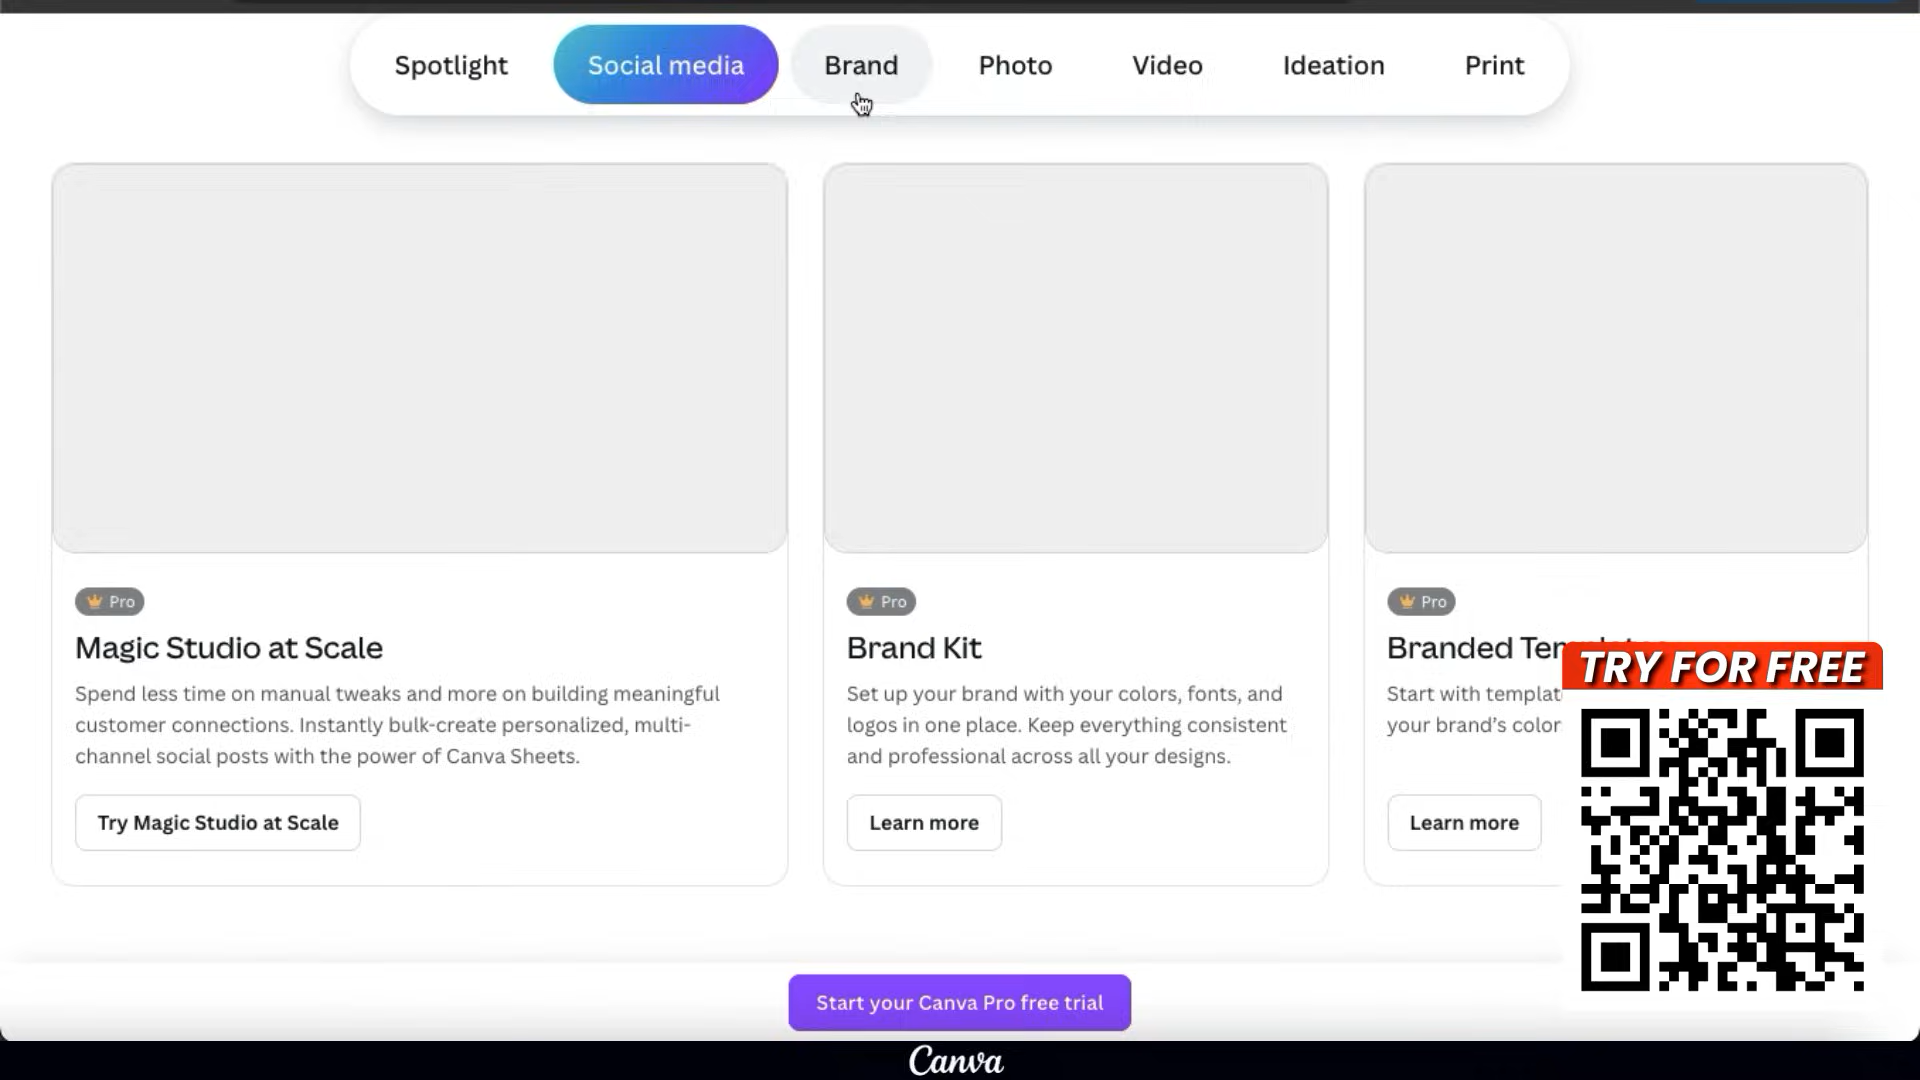 Spotlight
Social media
Brand
Photo
Video
Ideation
Print
Pro
Magic Studio at Scale
Spend less time on manual tweaks and more on building meaningful
customer connections. Instantly bulk-create personalized, multi-
channel social posts with the power of Canva Sheets.
Try Magic Studio at Scale
Pro
Brand Kit
Set up your brand with your colors, fonts, and
logos in one place. Keep everything consistent
and professional across all your designs.
Learn more
Pro
Branded
Start with
your brand's
Learn more
TRY FOR FREE
Start your Canva Pro free trial
Canva